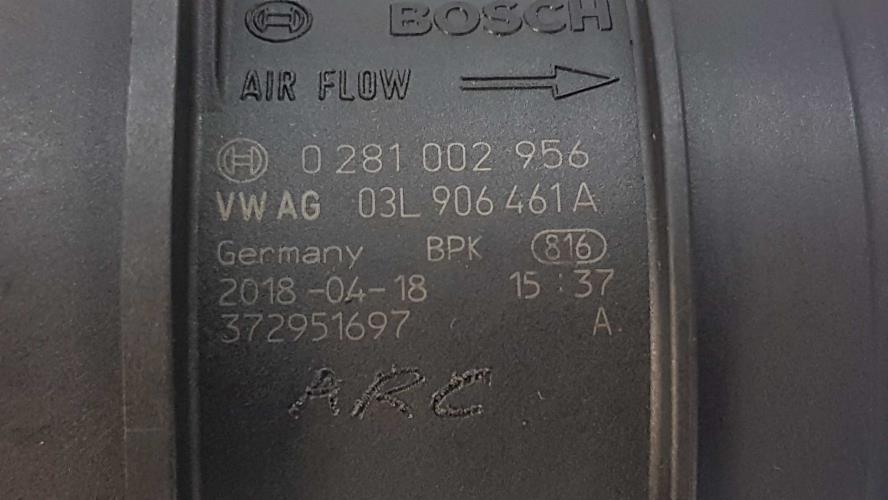 BOSCH
AIR FLOW
0 281 002 956
VW AG 03L 906 461 A
Germany BPK 816
2018-04-18 15:37
372951697 A
ARC